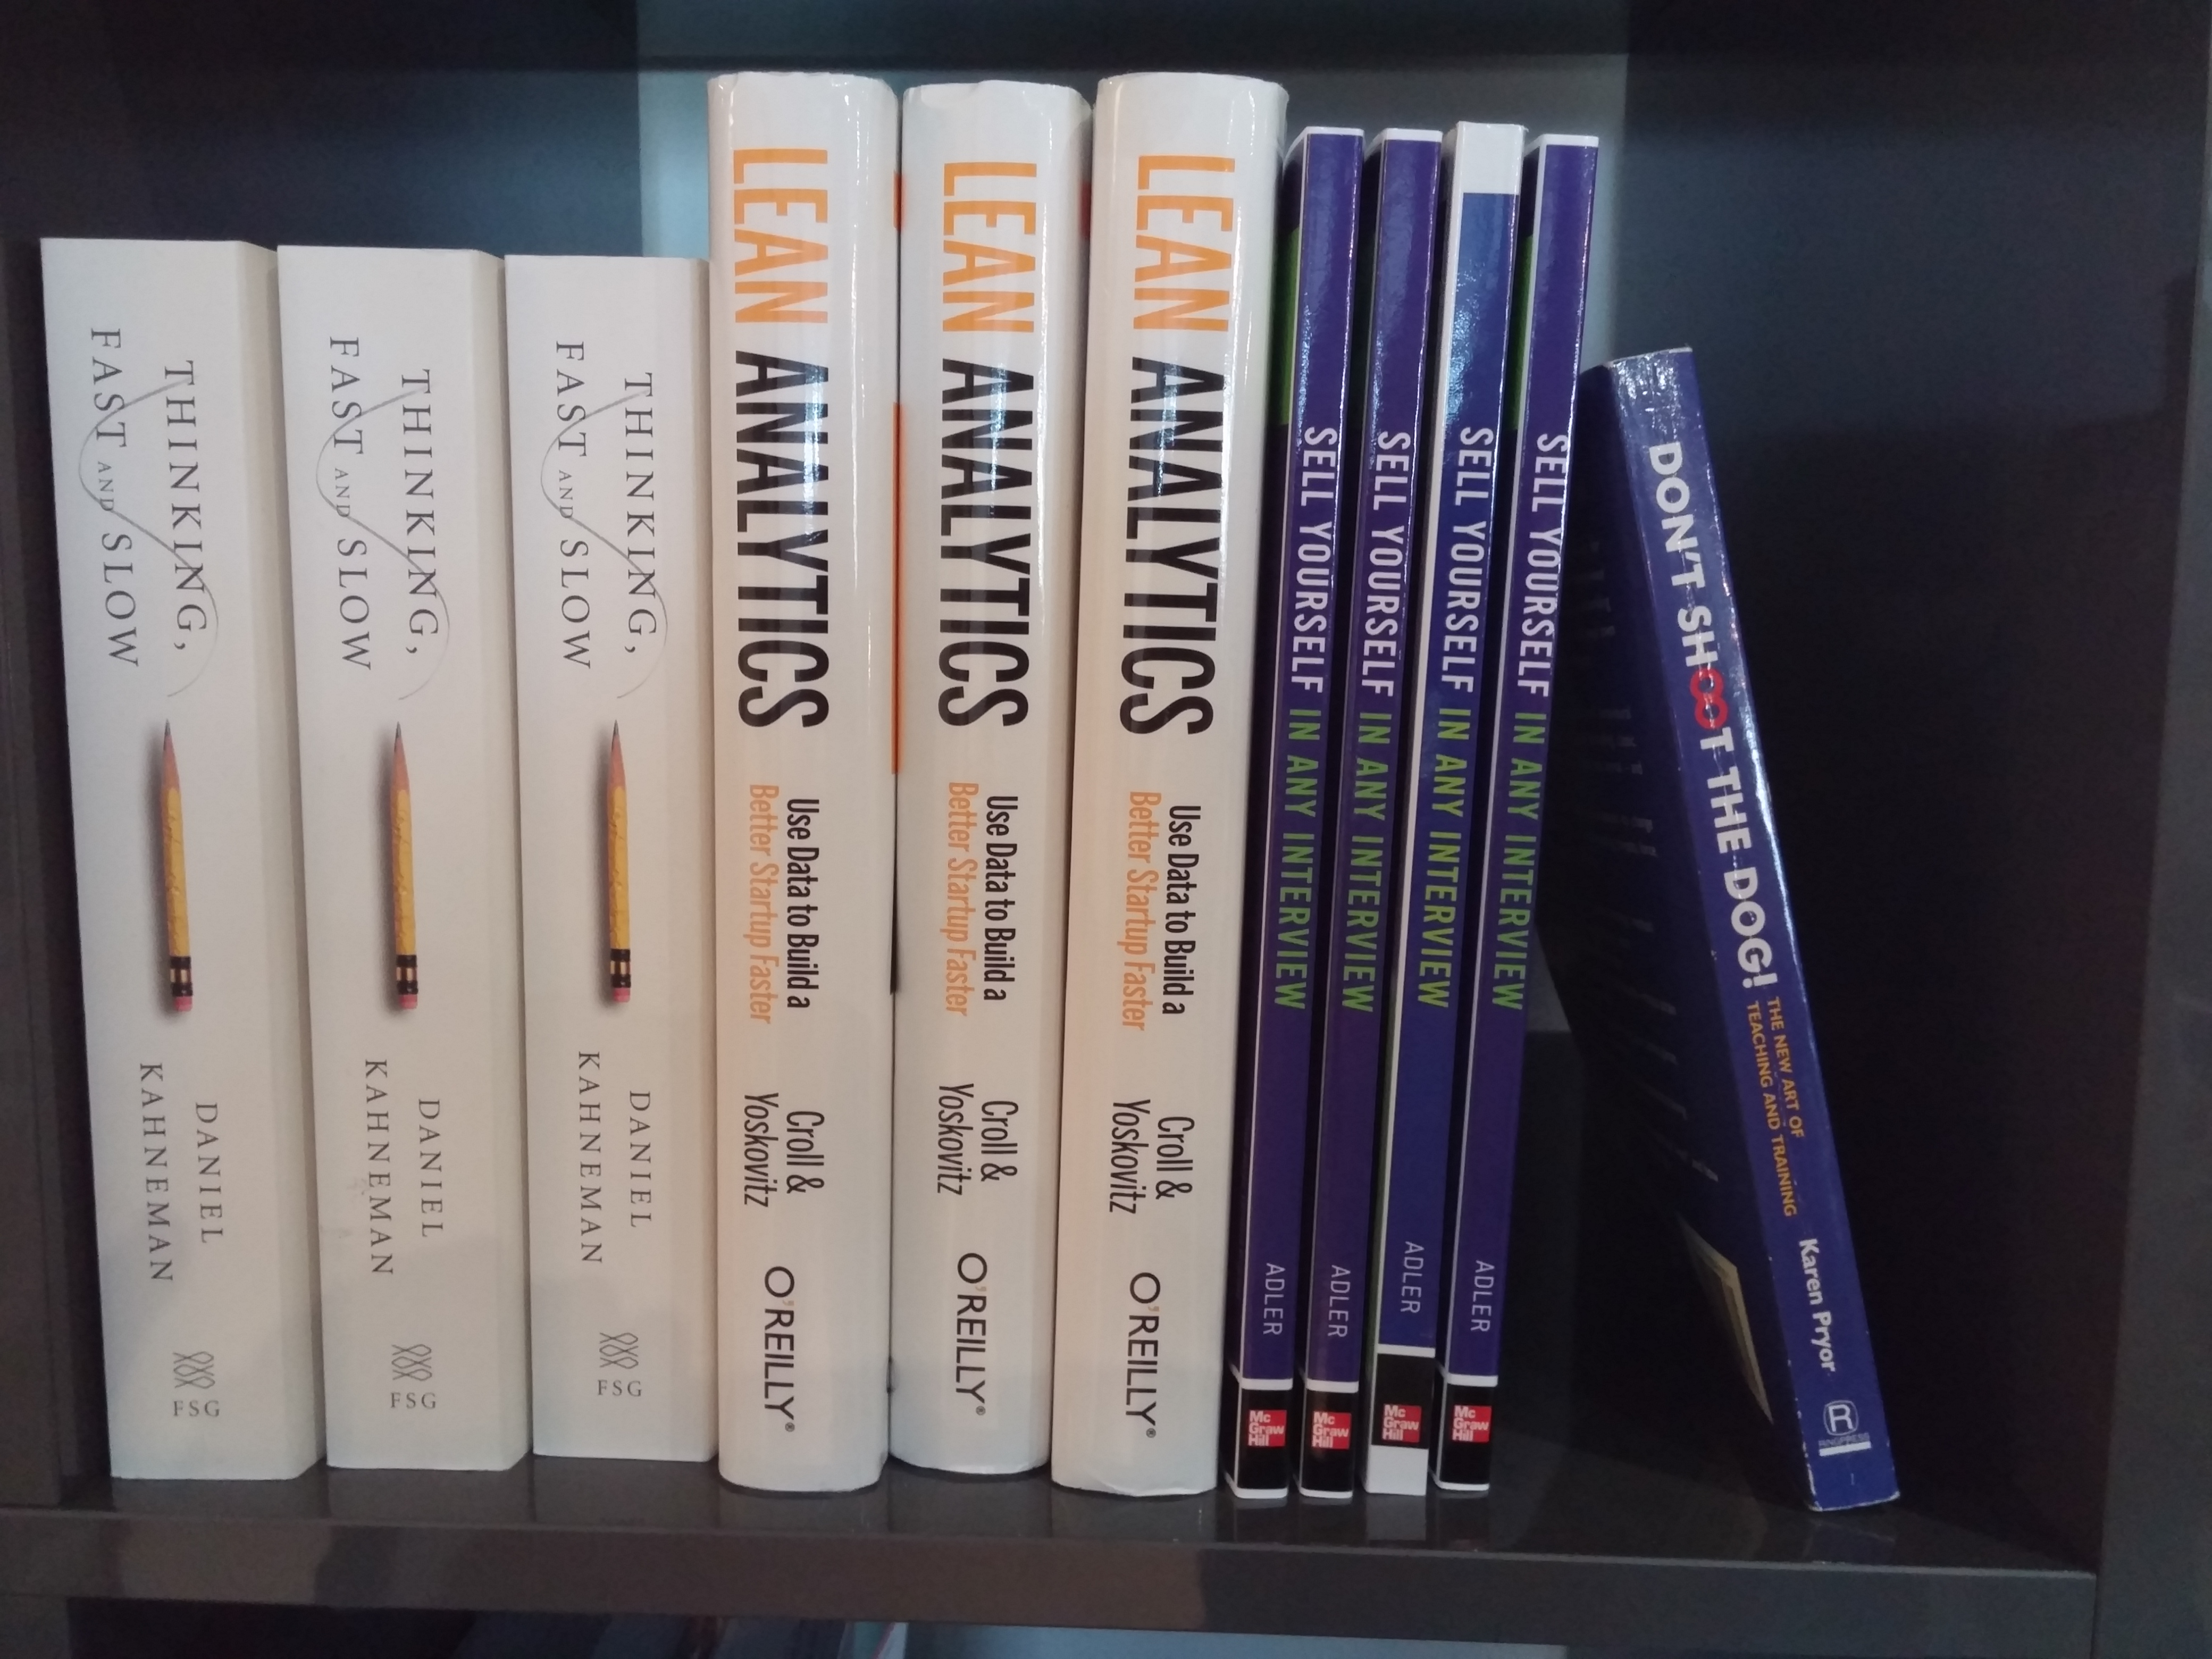 THINKING,
FAST AND SLOW
DANIEL
KAHNEMAN
FSG
THINKING,
FAST AND SLOW
DANIEL
KAHNEMAN
FSG
THINKING,
FAST AND SLOW
DANIEL
KAHNEMAN
FSG
LEAN ANALYTICS
Use Data to Build a
Better Startup Faster
Croll &
Yoskovitz
O'REILLY®
LEAN ANALYTICS
Use Data to Build a
Better Startup Faster
Croll &
Yoskovitz
O'REILLY®
LEAN ANALYTICS
Use Data to Build a
Better Startup Faster
Croll &
Yoskovitz
O'REILLY®
SELL YOURSELF IN ANY INTERVIEW
ADLER
Mc
Graw
Hill
SELL YOURSELF IN ANY INTERVIEW
ADLER
Mc
Graw
Hill
SELL YOURSELF IN ANY INTERVIEW
ADLER
Mc
Graw
Hill
SELL YOURSELF IN ANY INTERVIEW
ADLER
Mc
Graw
Hill
DON'T SHOOT THE DOG!
THE NEW ART OF
TEACHING AND TRAINING
Karen Pryor
R
RINGPRESS